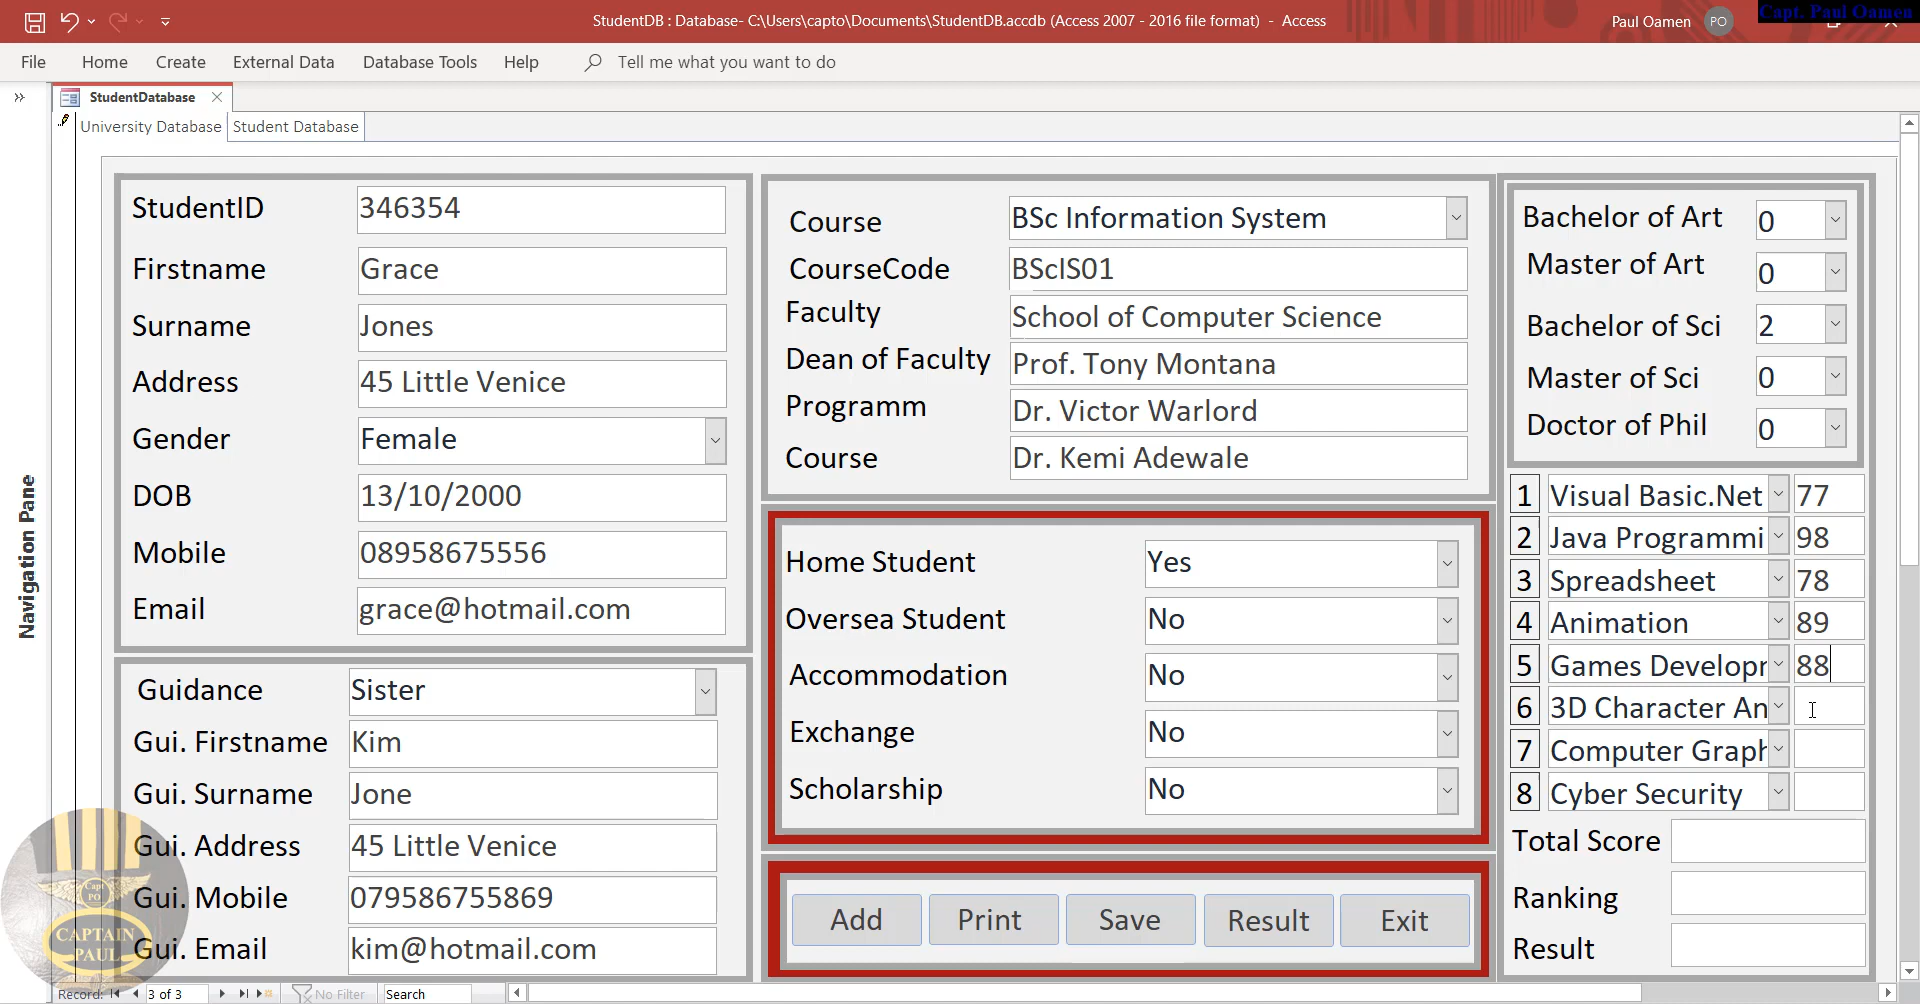 StudentDB : Database- C:\Users\capto\Documents\StudentDB.accdb (Access 2007 - 2016 file format) - Access
Paul Oamen PO
Capt. Paul Oamen
File Home Create External Data Database Tools Help Tell me what you want to do
StudentDatabase
University Database Student Database
Navigation Pane
StudentID 346354
Firstname Grace
Surname Jones
Address 45 Little Venice
Gender Female
DOB 13/10/2000
Mobile 08958675556
Email grace@hotmail.com
Guidance Sister
Gui. Firstname Kim
Gui. Surname Jone
Gui. Address 45 Little Venice
Gui. Mobile 079586755869
Gui. Email kim@hotmail.com
Course BSc Information System
CourseCode BScIS01
Faculty School of Computer Science
Dean of Faculty Prof. Tony Montana
Programm Dr. Victor Warlord
Course Dr. Kemi Adewale
Home Student Yes
Oversea Student No
Accommodation No
Exchange No
Scholarship No
Add Print Save Result Exit
Bachelor of Art 0
Master of Art 0
Bachelor of Sci 2
Master of Sci 0
Doctor of Phil 0
1 Visual Basic.Net 77
2 Java Programmi 98
3 Spreadsheet 78
4 Animation 89
5 Games Developr 88
6 3D Character An
7 Computer Graph
8 Cyber Security
Total Score
Ranking
Result
Capt
PO
CAPTAIN
PAUL
Record: 3 of 3 No Filter Search